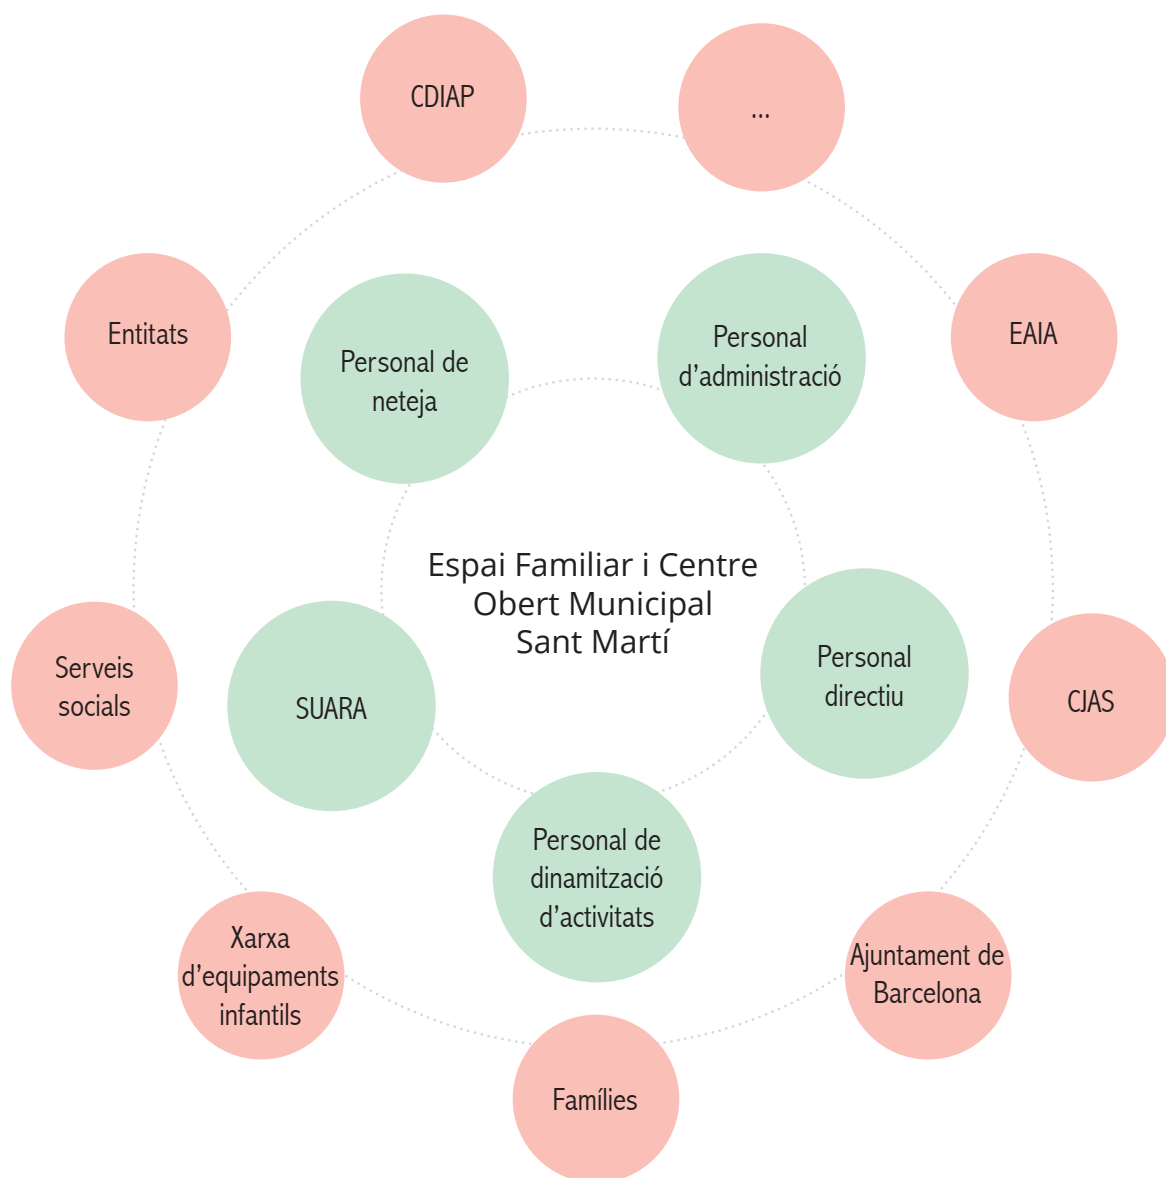 CDIAP
...
Entitats
EAIA
Personal de
neteja
Personal
d’administració
Espai Familiar i Centre
Obert Municipal
Sant Martí
Serveis
socials
SUARA
Personal
directiu
CJAS
Personal de
dinamització
d’activitats
Xarxa
d’equipaments
infantils
Ajuntament de
Barcelona
Famílies